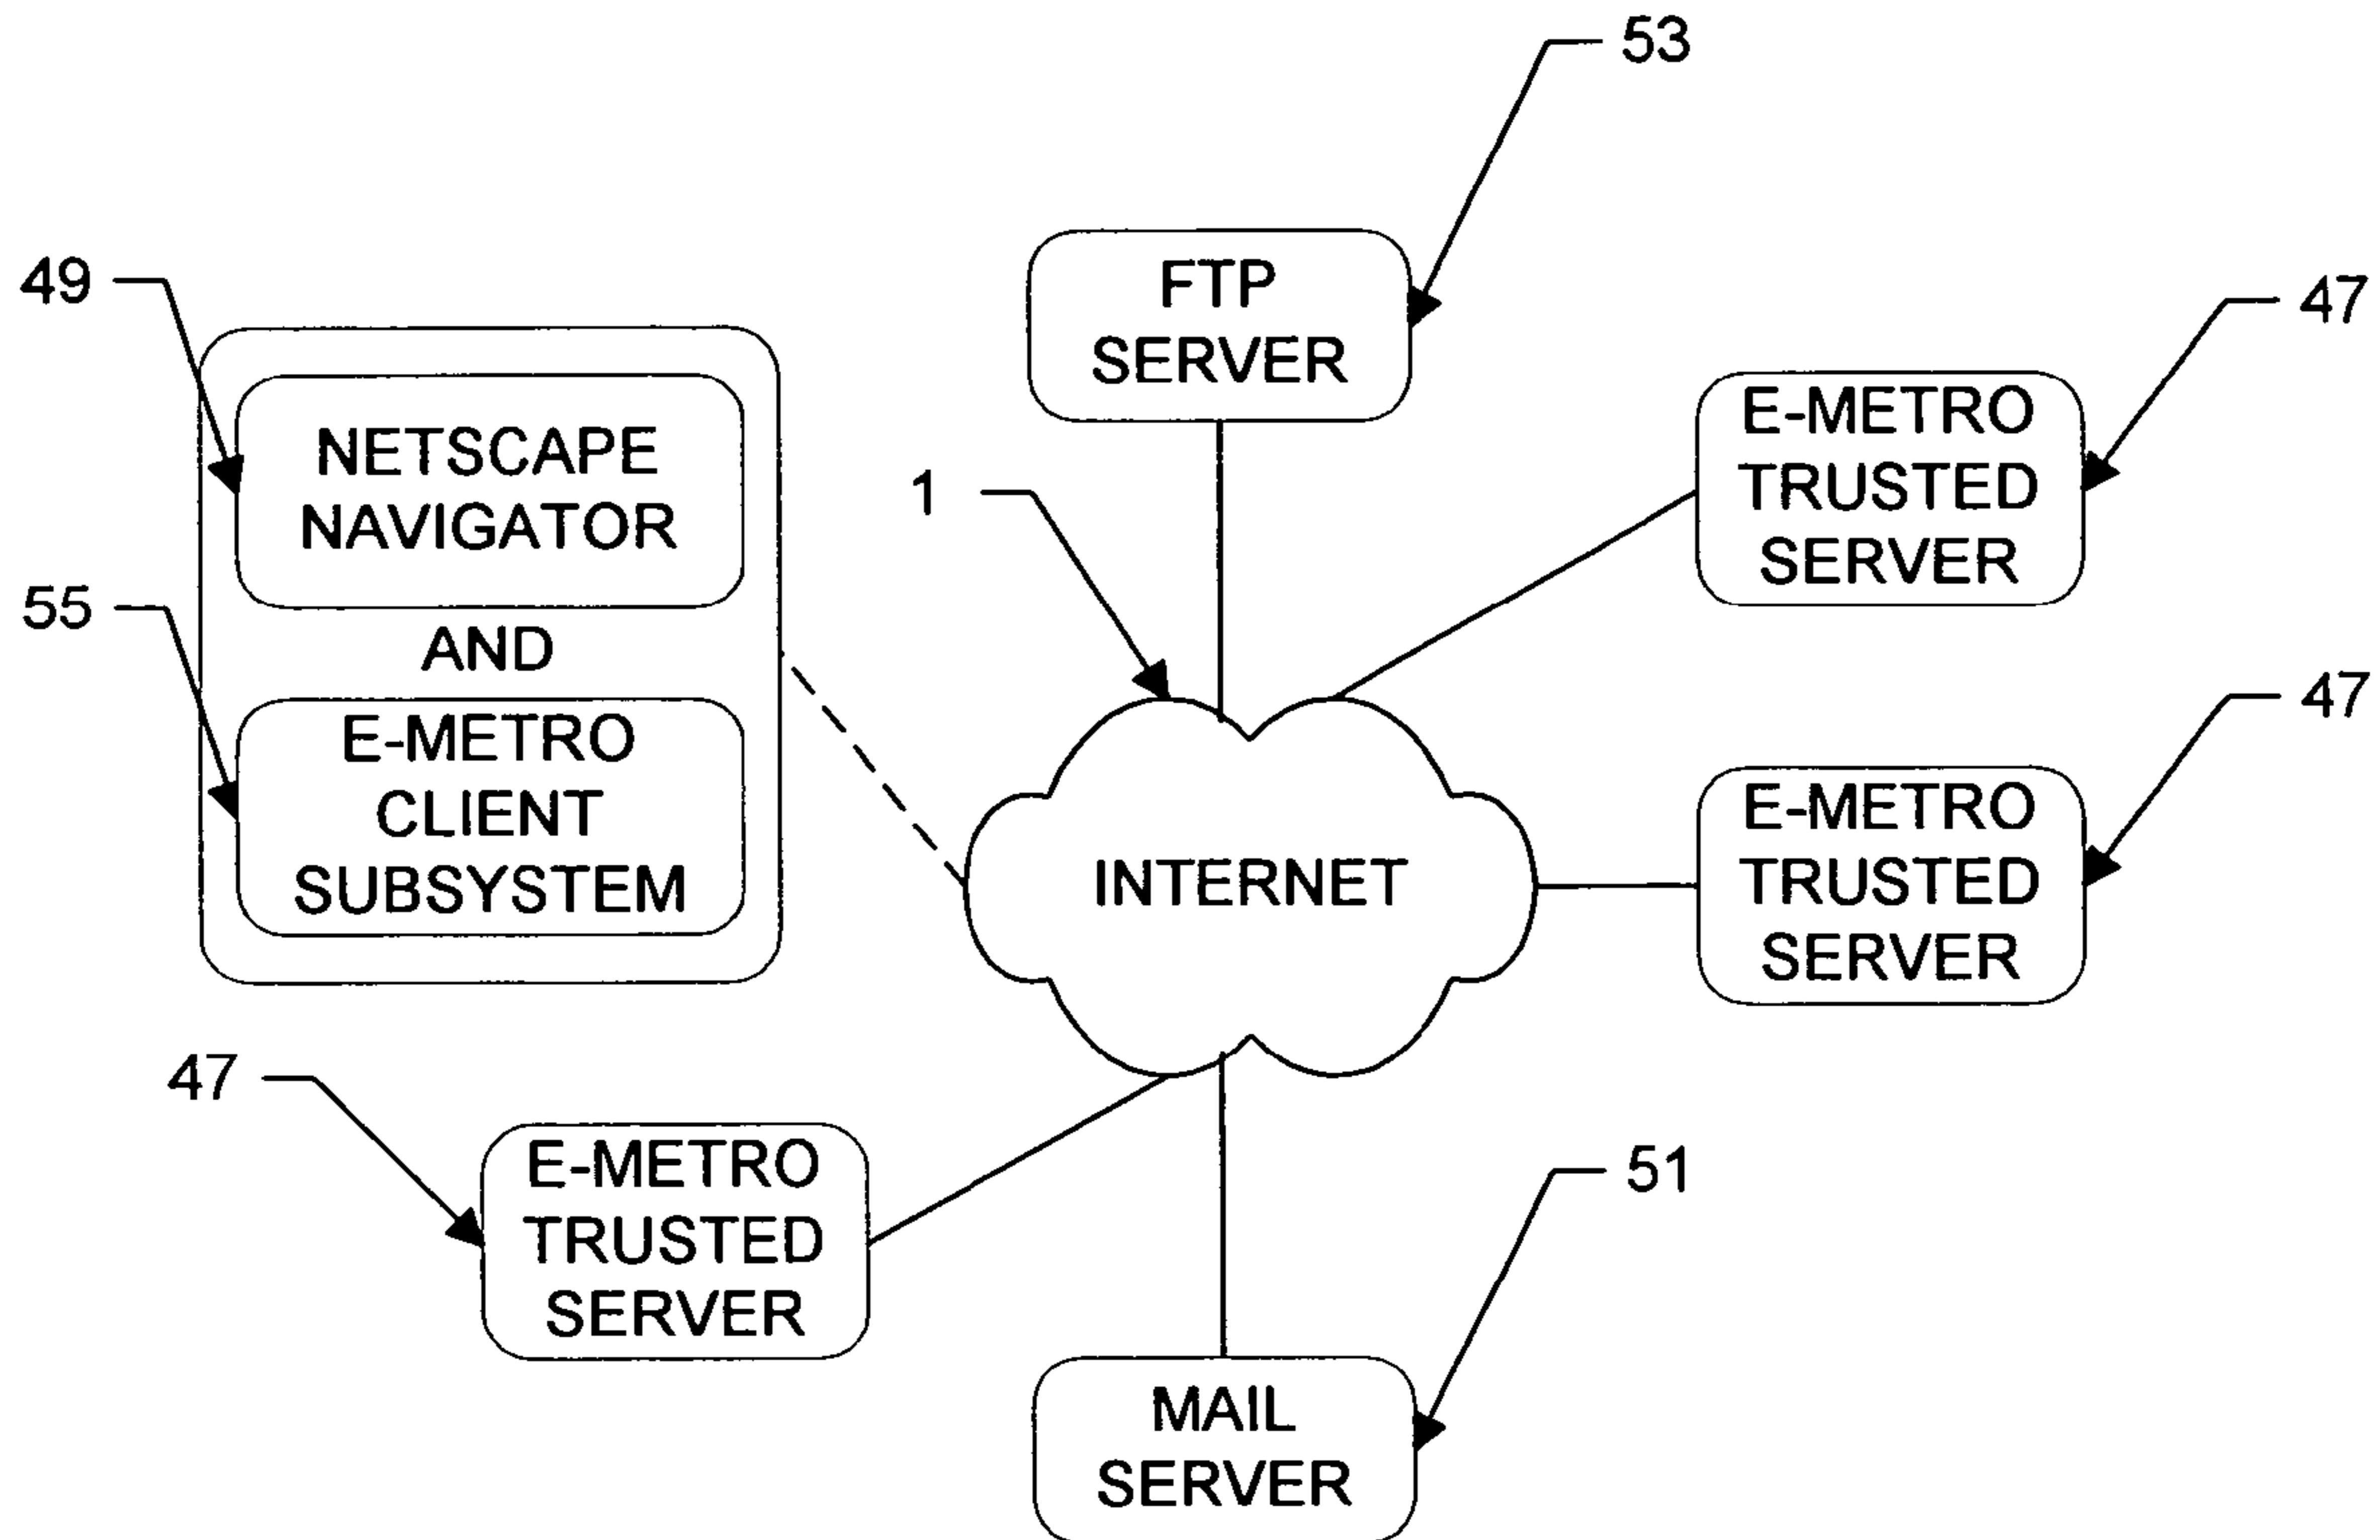 53
FTP
SERVER
49
NETSCAPE
NAVIGATOR
47
E-METRO
TRUSTED
SERVER
1
55
AND
E-METRO
CLIENT
SUBSYSTEM
47
E-METRO
TRUSTED
SERVER
INTERNET
47
E-METRO
TRUSTED
SERVER
51
MAIL
SERVER